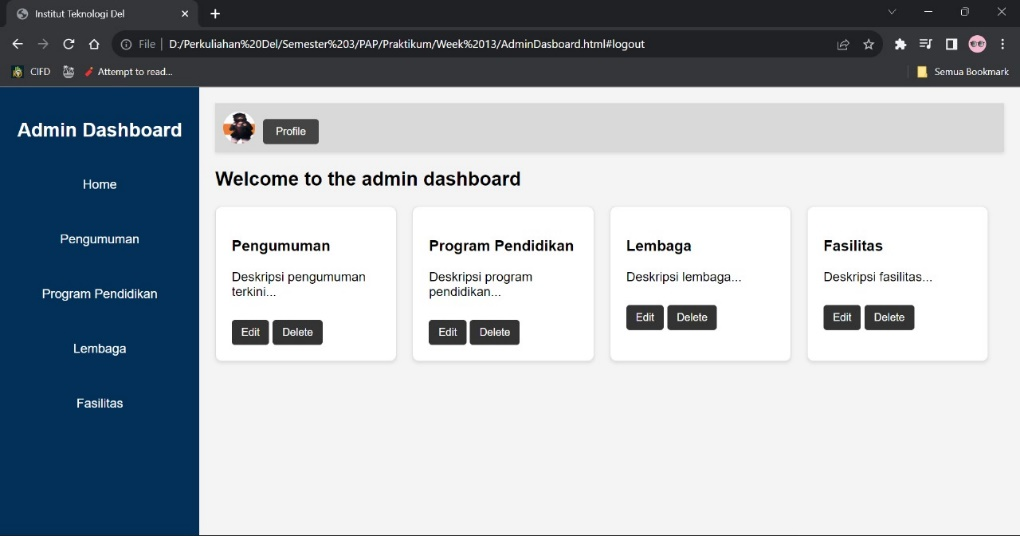 Institut Teknologi Del
File
D:/Perkuliahan%20Del/Semester%203/PAP/Praktikum/Week%2013/AdminDasboard.html#logout
CIFD
Attempt to read...
Semua Bookmark
Admin Dashboard
Home
Pengumuman
Program Pendidikan
Lembaga
Fasilitas
Profile
Welcome to the admin dashboard
Pengumuman
Deskripsi pengumuman
terkini...
Edit
Delete
Program Pendidikan
Deskripsi program
pendidikan...
Edit
Delete
Lembaga
Deskripsi lembaga...
Edit
Delete
Fasilitas
Deskripsi fasilitas...
Edit
Delete